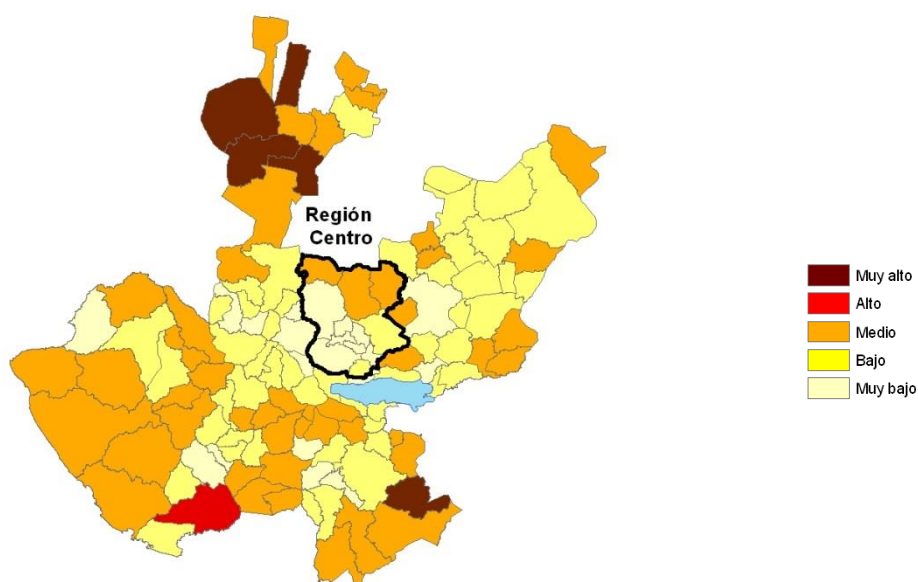 Región
Centro
Muy alto
Alto
Medio
Bajo
Muy bajo